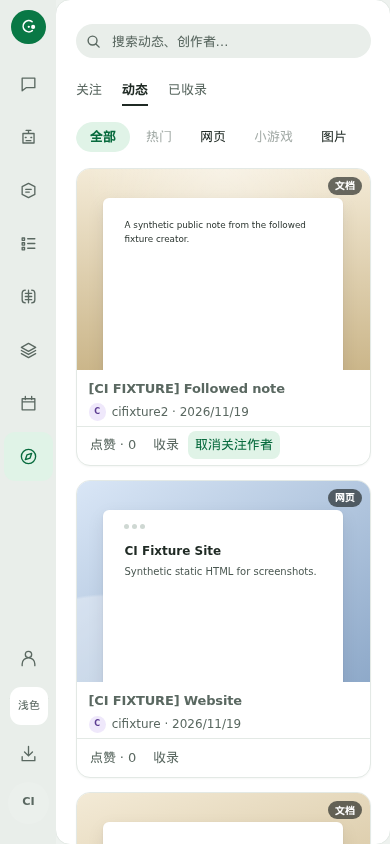 搜索动态、创作者...
关注 动态 已收录
全部 热门 网页 小游戏 图片
文档
A synthetic public note from the followed
fixture creator.
[CI FIXTURE] Followed note
C cifixture2 · 2026/11/19
点赞 · 0 收录 取消关注作者
网页
CI Fixture Site
Synthetic static HTML for screenshots.
[CI FIXTURE] Website
C cifixture · 2026/11/19
点赞 · 0 收录
文档
浅色
CI